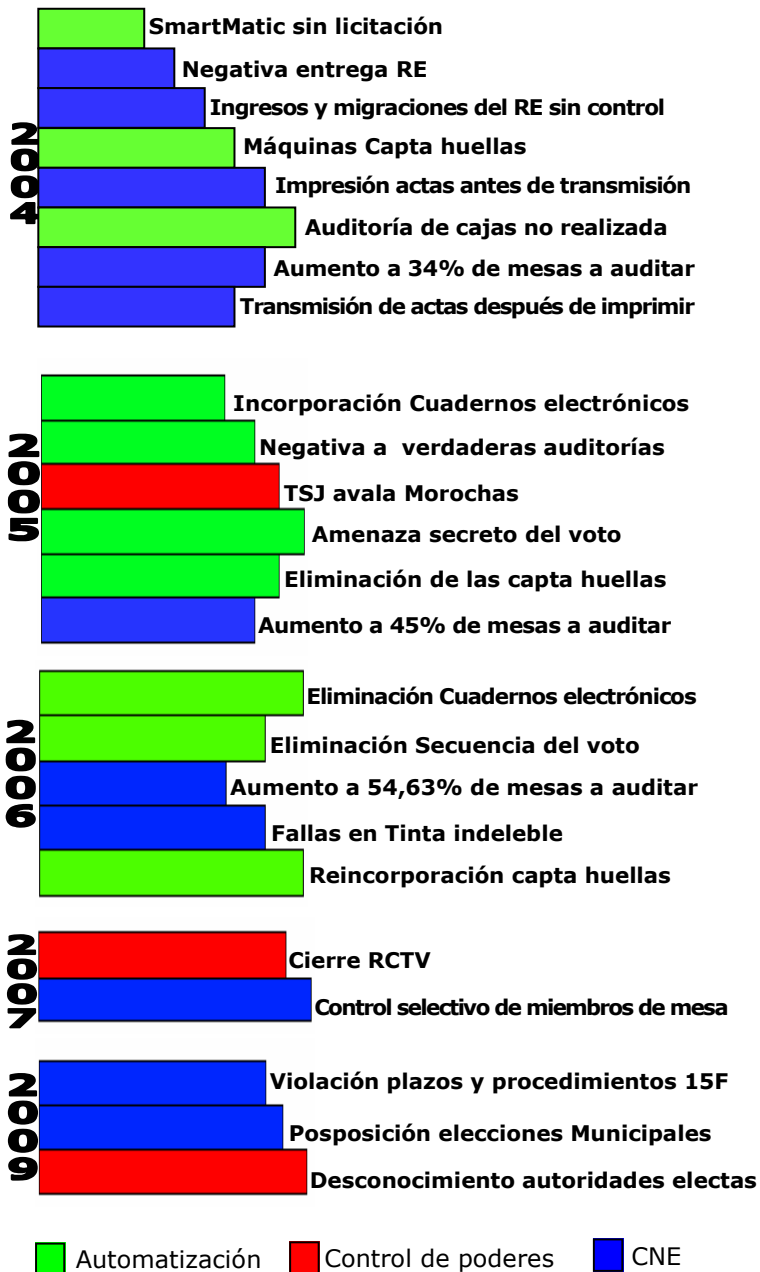 SmartMatic sin licitación
Negativa entrega RE
Ingresos y migraciones del RE sin control
2004
Máquinas Capta huellas
Impresión actas antes de transmisión
Auditoría de cajas no realizada
Aumento a 34% de mesas a auditar
Transmisión de actas después de imprimir
Incorporación Cuadernos electrónicos
2005
Negativa a verdaderas auditorías
TSJ avala Morochas
Amenaza secreto del voto
Eliminación de las capta huellas
Aumento a 45% de mesas a auditar
Eliminación Cuadernos electrónicos
2006
Eliminación Secuencia del voto
Aumento a 54,63% de mesas a auditar
Fallas en Tinta indeleble
Reincorporación capta huellas
2007
Cierre RCTV
Control selectivo de miembros de mesa
2009
Violación plazos y procedimientos 15F
Posposición elecciones Municipales
Desconocimiento autoridades electas
Automatización Control de poderes CNE